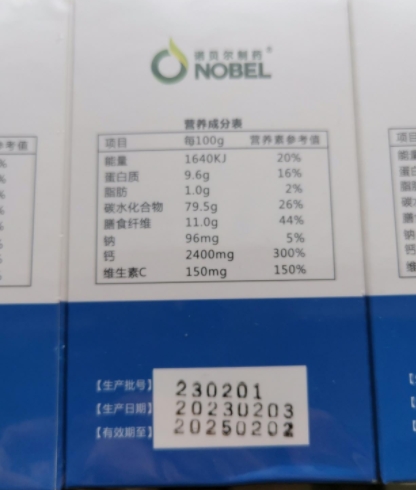 诺贝尔制药®
NOBEL
营养成分表
项目 每100g 营养素参考值
能量 1640KJ 20%
蛋白质 9.6g 16%
脂肪 1.0g 2%
碳水化合物 79.5g 26%
膳食纤维 11.0g 44%
钠 96mg 5%
钙 2400mg 300%
维生素C 150mg 150%
【生产批号】 230201
【生产日期】 20230203
【有效期至】 20250202